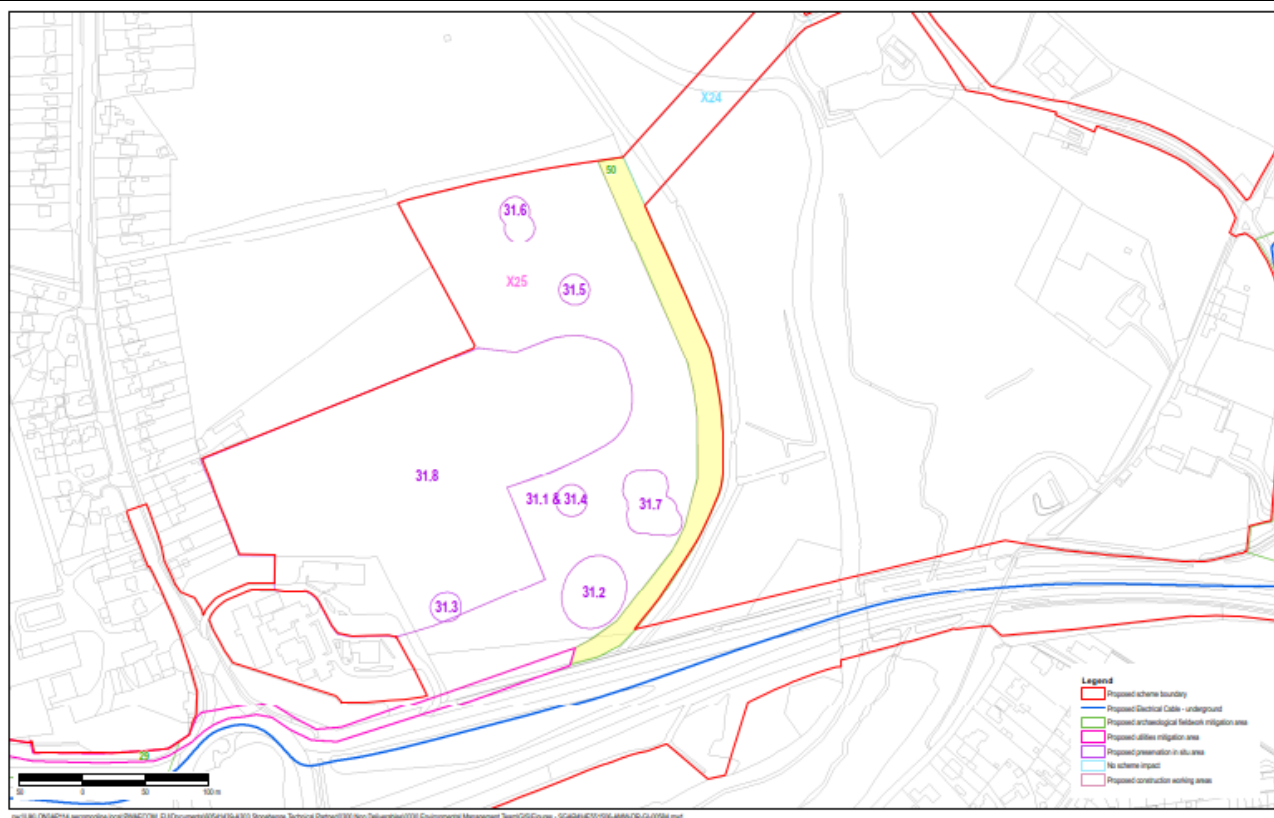 X24
50
31.6
X25
31.5
31.8
31.1 & 31.4
31.7
31.2
31.3
29
50 0 50 100 m
Legend
Proposed scheme boundary
Proposed Electrical Cable - underground
Proposed archaeological fieldwork mitigation area
Proposed utilities mitigation area
Proposed preservation in situ area
No scheme impact
Proposed construction working areas